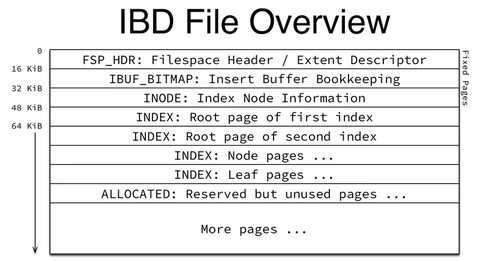 IBD File Overview
0
FSP_HDR: Filespace Header / Extent Descriptor
16 KiB
IBUF_BITMAP: Insert Buffer Bookkeeping
32 KiB
INODE: Index Node Information
48 KiB
INDEX: Root page of first index
64 KiB
INDEX: Root page of second index
INDEX: Node pages ...
INDEX: Leaf pages ...
ALLOCATED: Reserved but unused pages ...
More pages ...
Fixed Pages